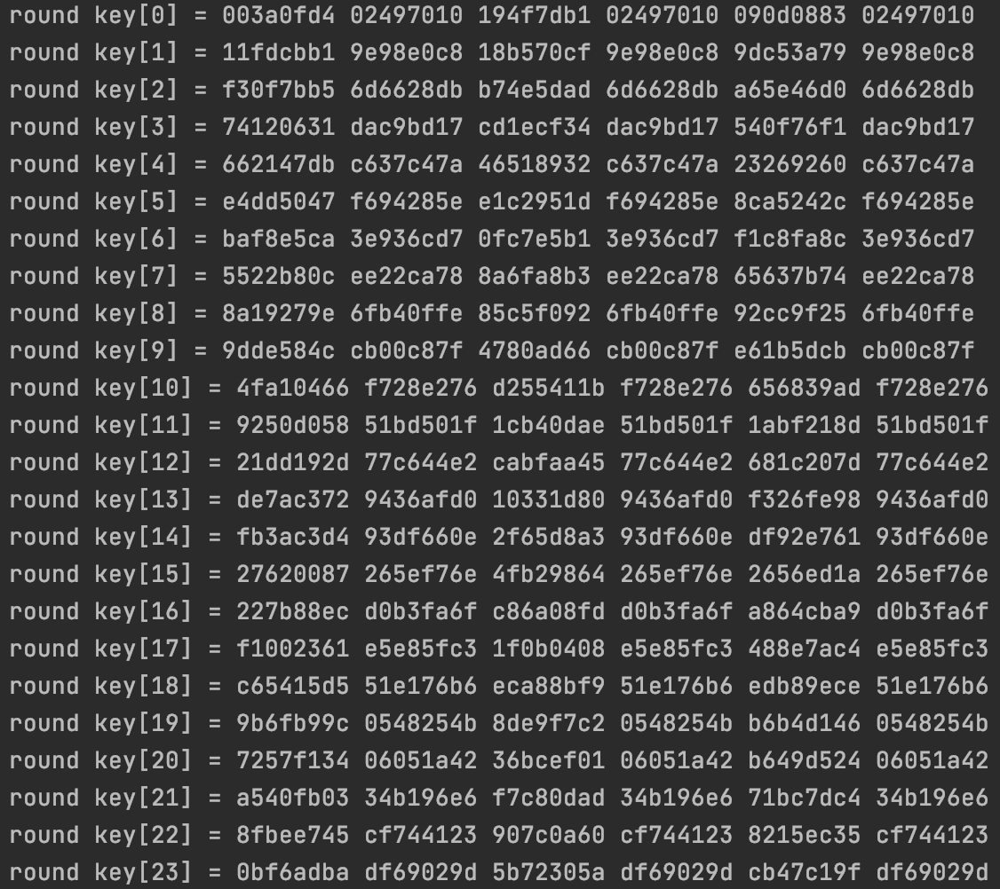 round key[0] = 003a0fd4 02497010 194f7db1 02497010 090d0883 02497010
round key[1] = 11fdcbb1 9e98e0c8 18b570cf 9e98e0c8 9dc53a79 9e98e0c8
round key[2] = f30f7bb5 6d6628db b74e5dad 6d6628db a65e46d0 6d6628db
round key[3] = 74120631 dac9bd17 cd1ecf34 dac9bd17 540f76f1 dac9bd17
round key[4] = 662147db c637c47a 46518932 c637c47a 23269260 c637c47a
round key[5] = e4dd5047 f694285e e1c2951d f694285e 8ca5242c f694285e
round key[6] = baf8e5ca 3e936cd7 0fc7e5b1 3e936cd7 f1c8fa8c 3e936cd7
round key[7] = 5522b80c ee22ca78 8a6fa8b3 ee22ca78 65637b74 ee22ca78
round key[8] = 8a19279e 6fb40ffe 85c5f092 6fb40ffe 92cc9f25 6fb40ffe
round key[9] = 9dde584c cb00c87f 4780ad66 cb00c87f e61b5dcb cb00c87f
round key[10] = 4fa10466 f728e276 d255411b f728e276 656839ad f728e276
round key[11] = 9250d058 51bd501f 1cb40dae 51bd501f 1abf218d 51bd501f
round key[12] = 21dd192d 77c644e2 cabfaa45 77c644e2 681c207d 77c644e2
round key[13] = de7ac372 9436afd0 10331d80 9436afd0 f326fe98 9436afd0
round key[14] = fb3ac3d4 93df660e 2f65d8a3 93df660e df92e761 93df660e
round key[15] = 27620087 265ef76e 4fb29864 265ef76e 2656ed1a 265ef76e
round key[16] = 227b88ec d0b3fa6f c86a08fd d0b3fa6f a864cba9 d0b3fa6f
round key[17] = f1002361 e5e85fc3 1f0b0408 e5e85fc3 488e7ac4 e5e85fc3
round key[18] = c65415d5 51e176b6 eca88bf9 51e176b6 edb89ece 51e176b6
round key[19] = 9b6fb99c 0548254b 8de9f7c2 0548254b b6b4d146 0548254b
round key[20] = 7257f134 06051a42 36bcef01 06051a42 b649d524 06051a42
round key[21] = a540fb03 34b196e6 f7c80dad 34b196e6 71bc7dc4 34b196e6
round key[22] = 8fbee745 cf744123 907c0a60 cf744123 8215ec35 cf744123
round key[23] = 0bf6adba df69029d 5b72305a df69029d cb47c19f df69029d